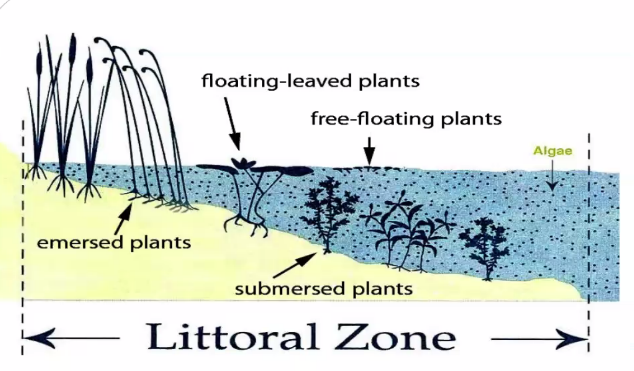 floating-leaved plants
free-floating plants
Algae
emersed plants
submersed plants
Littoral Zone